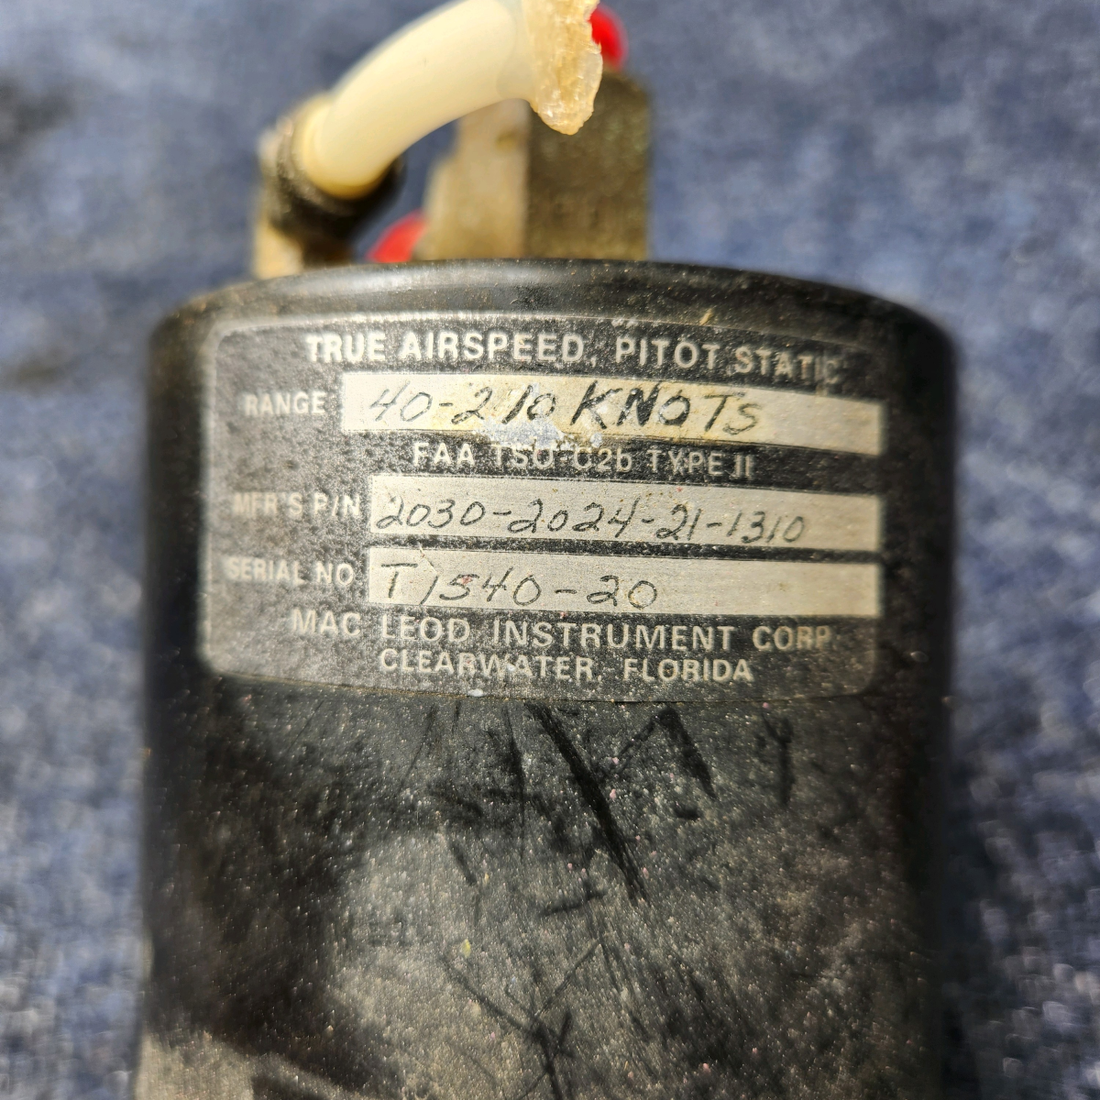 TRUE AIRSPEED, PITOT STATIC
RANGE 40-210 KNOTS
FAA TSO-C2b TYPE II
MFR'S P/N 2030-2024-21-1310
SERIAL NO T1540-20
MAC LEOD INSTRUMENT CORP
CLEARWATER, FLORIDA